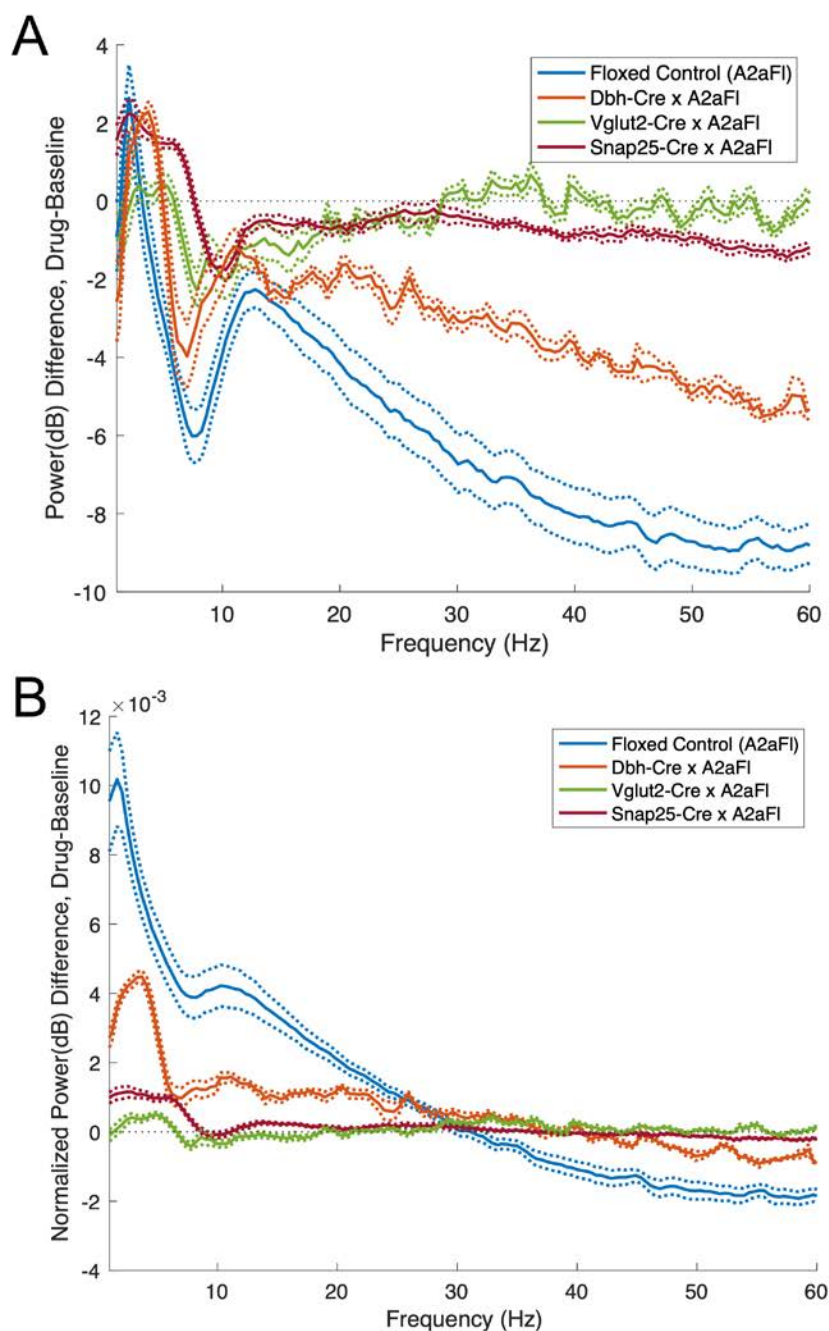 A
4
2
0
-2
-4
-6
-8
-10
Power(dB) Difference, Drug-Baseline
Floxed Control (A2aFl)
Dbh-Cre x A2aFl
Vglut2-Cre x A2aFl
Snap25-Cre x A2aFl
10
20
30
40
50
60
Frequency (Hz)
B
× 10-3
12
10
8
6
4
2
0
-2
-4
Normalized Power(dB) Difference, Drug-Baseline
Floxed Control (A2aFl)
Dbh-Cre x A2aFl
Vglut2-Cre x A2aFl
Snap25-Cre x A2aFl
10
20
30
40
50
60
Frequency (Hz)